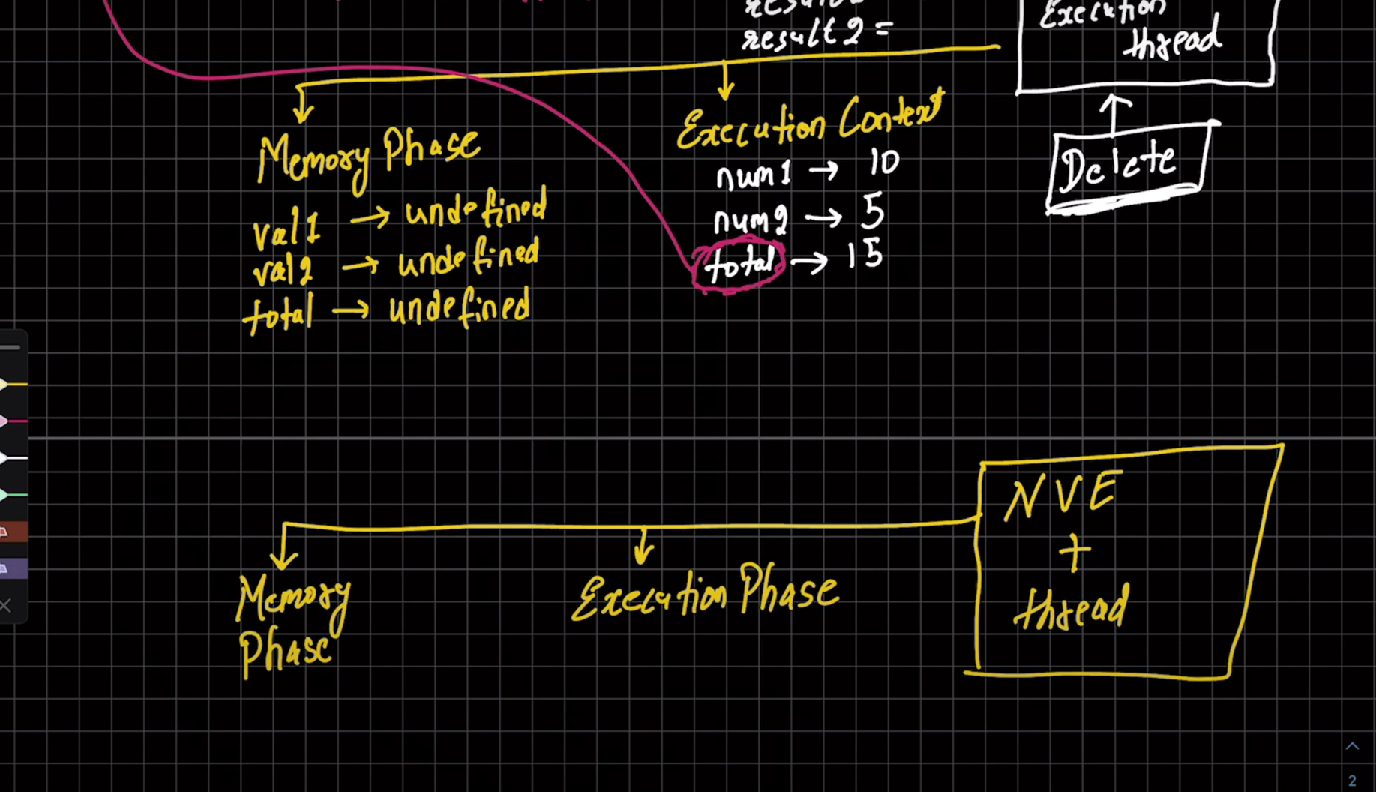 result 2 =
Execution
thread
Memory Phase
val1 → undefined
val2 → undefined
total → undefined
Execution Context
num1 → 10
num2 → 5
total → 15
Delete
Memory
Phase
Execution Phase
NVE
+
thread
2